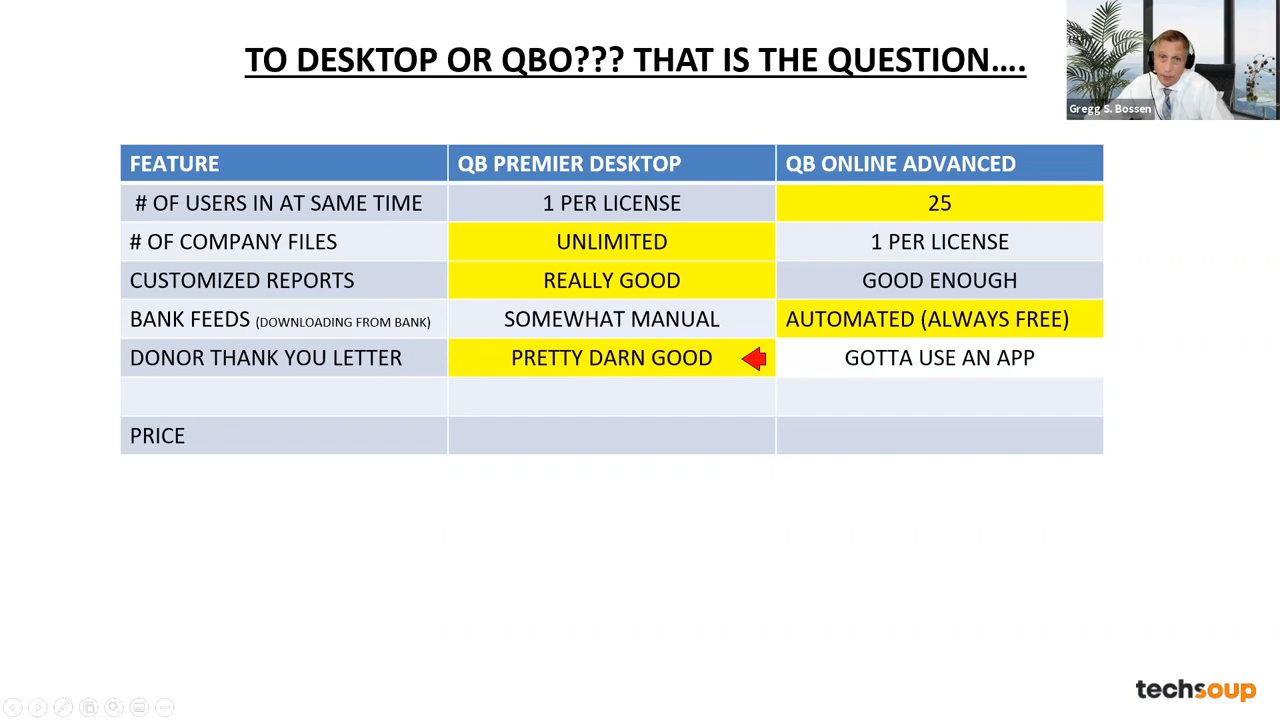 TO DESKTOP OR QBO??? THAT IS THE QUESTION....
Gregg S. Bossen
FEATURE QB PREMIER DESKTOP QB ONLINE ADVANCED
# OF USERS IN AT SAME TIME 1 PER LICENSE 25
# OF COMPANY FILES UNLIMITED 1 PER LICENSE
CUSTOMIZED REPORTS REALLY GOOD GOOD ENOUGH
BANK FEEDS (DOWNLOADING FROM BANK) SOMEWHAT MANUAL AUTOMATED (ALWAYS FREE)
DONOR THANK YOU LETTER PRETTY DARN GOOD GOTTA USE AN APP
PRICE
techsoup